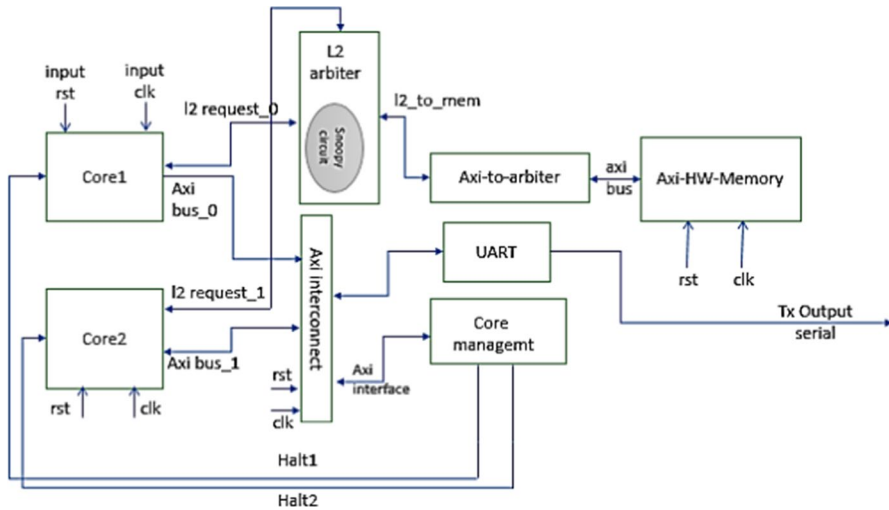 L2
arbiter
Snoopy
circuit
input
rst
input
clk
l2 request_0
l2_to_mem
Core1
Axi-to-arbiter
axi
bus
Axi-HW-Memory
Axi
bus_0
Axi interconnect
UART
rst
clk
l2 request_1
Core2
Core
managemt
Tx Output
serial
Axi bus_1
rst
Axi
interface
rst
clk
clk
Halt1
Halt2